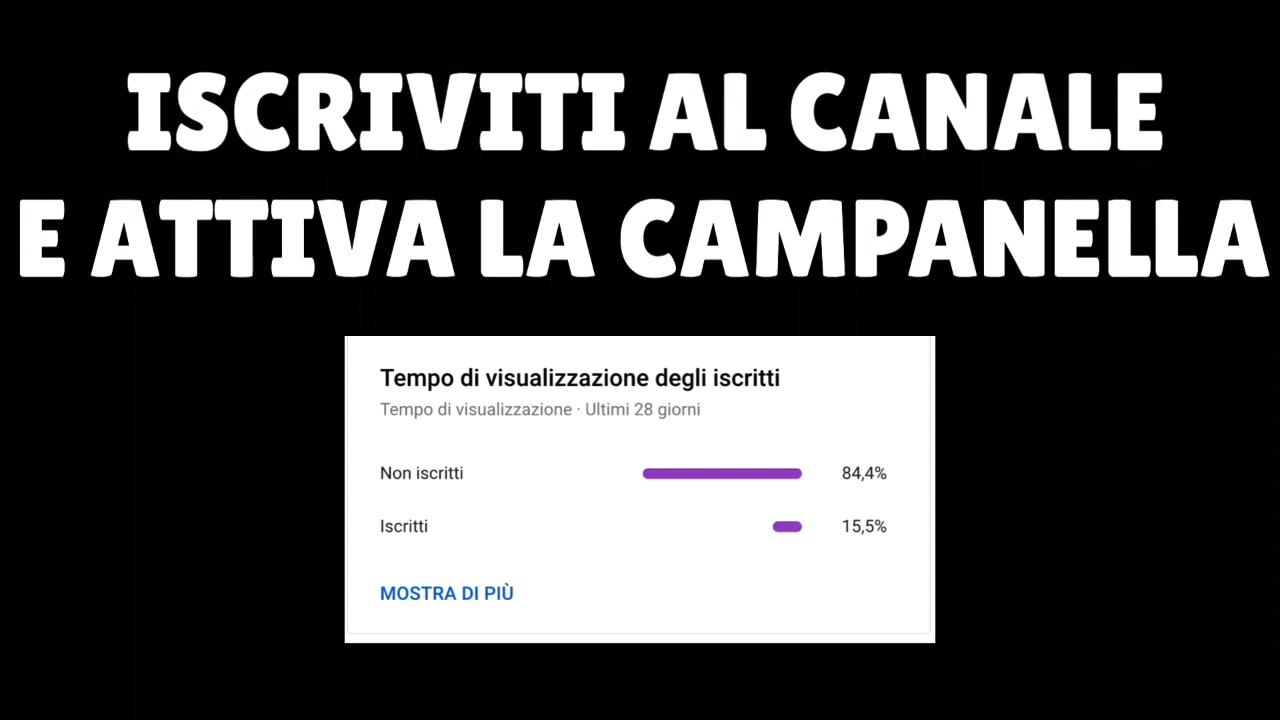 ISCRIVITI AL CANALE
E ATTIVA LA CAMPANELLA
Tempo di visualizzazione degli iscritti
Tempo di visualizzazione · Ultimi 28 giorni
Non iscritti 84,4%
Iscritti 15,5%
MOSTRA DI PIÙ